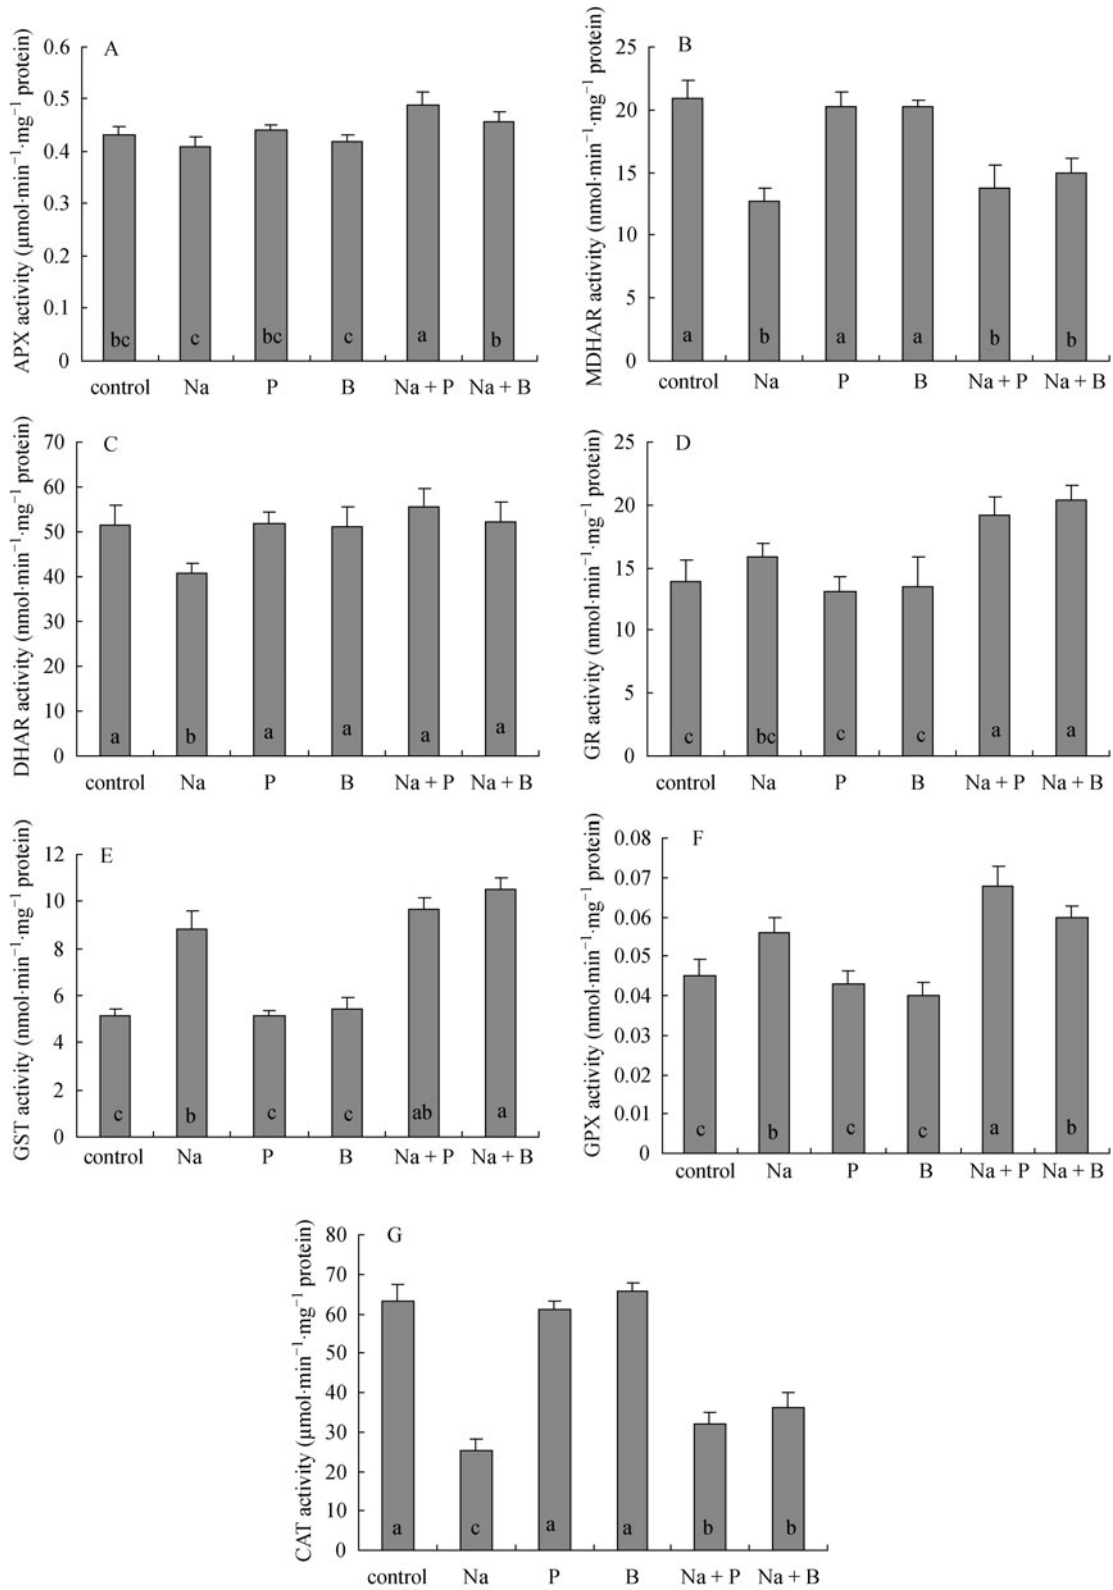 A
APX activity (μmol·min⁻¹·mg⁻¹ protein)
0.6
0.5
0.4
0.3
0.2
0.1
0
bc c bc c a b
control Na P B Na + P Na + B
B
MDHAR activity (nmol·min⁻¹·mg⁻¹ protein)
25
20
15
10
5
0
a b a a b b
control Na P B Na + P Na + B
C
DHAR activity (nmol·min⁻¹·mg⁻¹ protein)
70
60
50
40
30
20
10
0
a b a a a a
control Na P B Na + P Na + B
D
GR activity (nmol·min⁻¹·mg⁻¹ protein)
25
20
15
10
5
0
c bc c c a a
control Na P B Na + P Na + B
E
GST activity (nmol·min⁻¹·mg⁻¹ protein)
12
10
8
6
4
2
0
c b c c ab a
control Na P B Na + P Na + B
F
GPX activity (nmol·min⁻¹·mg⁻¹ protein)
0.08
0.07
0.06
0.05
0.04
0.03
0.02
0.01
0
c b c c a b
control Na P B Na + P Na + B
G
CAT activity (μmol·min⁻¹·mg⁻¹ protein)
80
70
60
50
40
30
20
10
0
a c a a b b
control Na P B Na + P Na + B